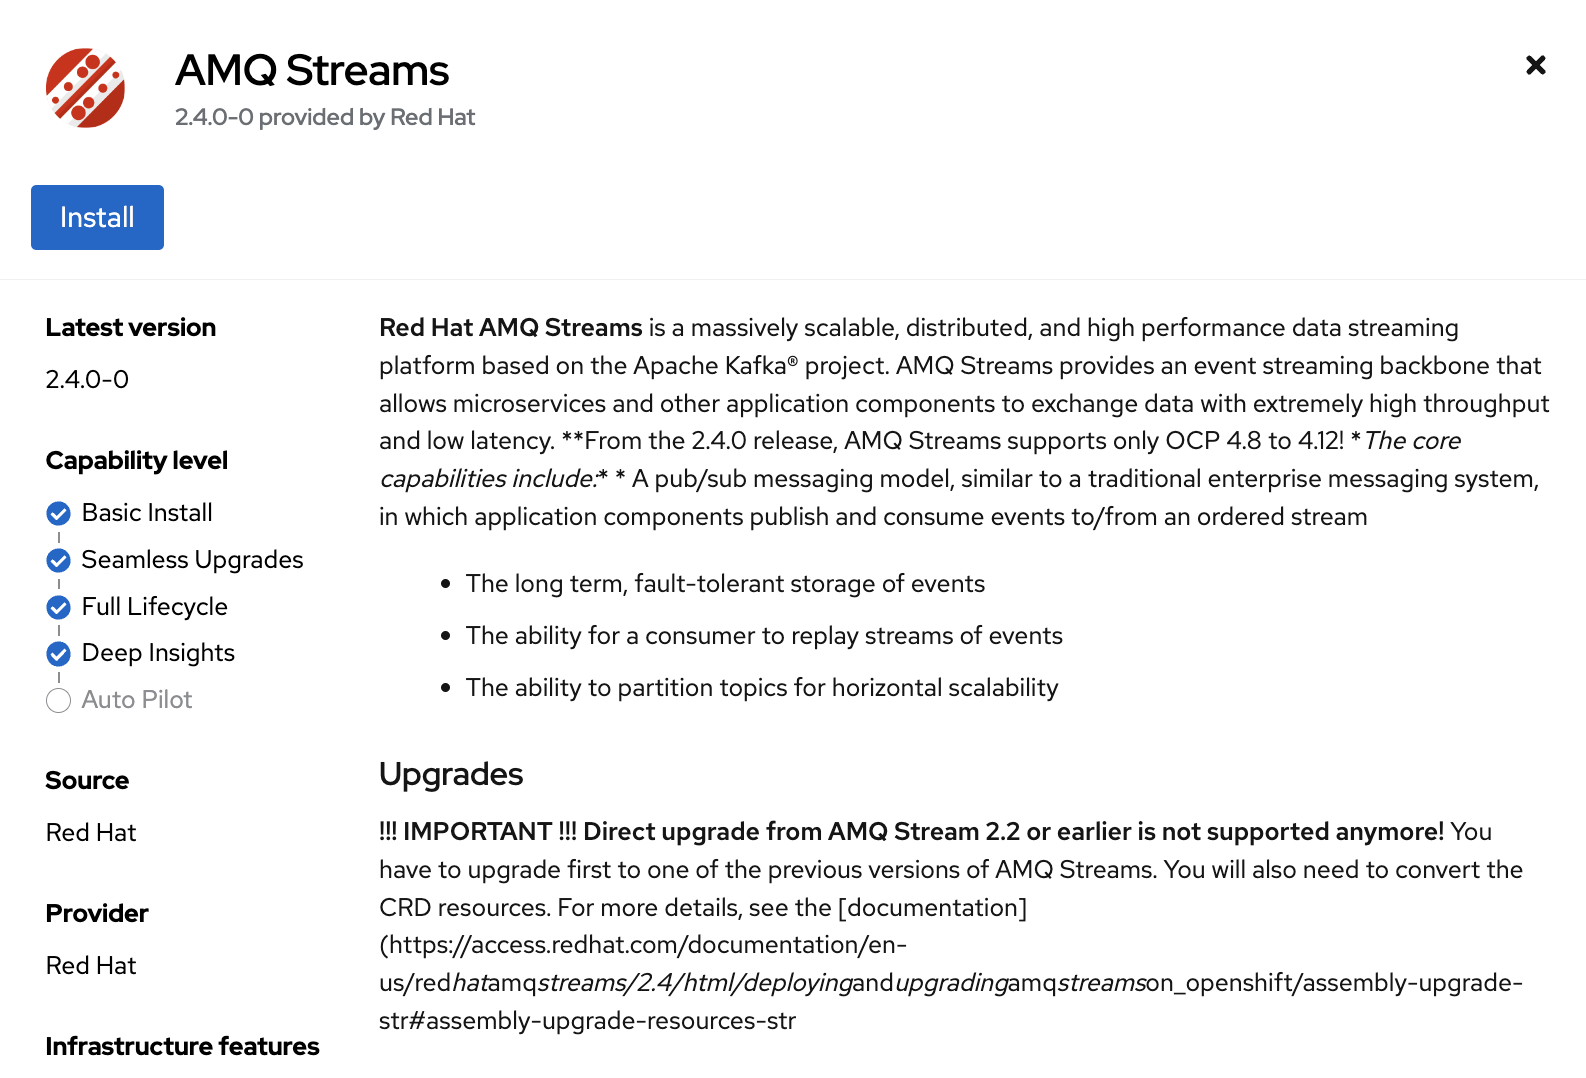 AMQ Streams
2.4.0-0 provided by Red Hat
Install
Latest version
2.4.0-0
Capability level
Basic Install
Seamless Upgrades
Full Lifecycle
Deep Insights
Auto Pilot
Source
Red Hat
Provider
Red Hat
Infrastructure features
Red Hat AMQ Streams is a massively scalable, distributed, and high performance data streaming
platform based on the Apache Kafka® project. AMQ Streams provides an event streaming backbone that
allows microservices and other application components to exchange data with extremely high throughput
and low latency. **From the 2.4.0 release, AMQ Streams supports only OCP 4.8 to 4.12! *The core
capabilities include:* * A pub/sub messaging model, similar to a traditional enterprise messaging system,
in which application components publish and consume events to/from an ordered stream
• The long term, fault-tolerant storage of events
• The ability for a consumer to replay streams of events
• The ability to partition topics for horizontal scalability
Upgrades
!!! IMPORTANT !!! Direct upgrade from AMQ Stream 2.2 or earlier is not supported anymore! You
have to upgrade first to one of the previous versions of AMQ Streams. You will also need to convert the
CRD resources. For more details, see the [documentation]
(https://access.redhat.com/documentation/en-
us/redhatamqstreams/2.4/html/deployingandupgradingamqstreamson_openshift/assembly-upgrade-
str#assembly-upgrade-resources-str